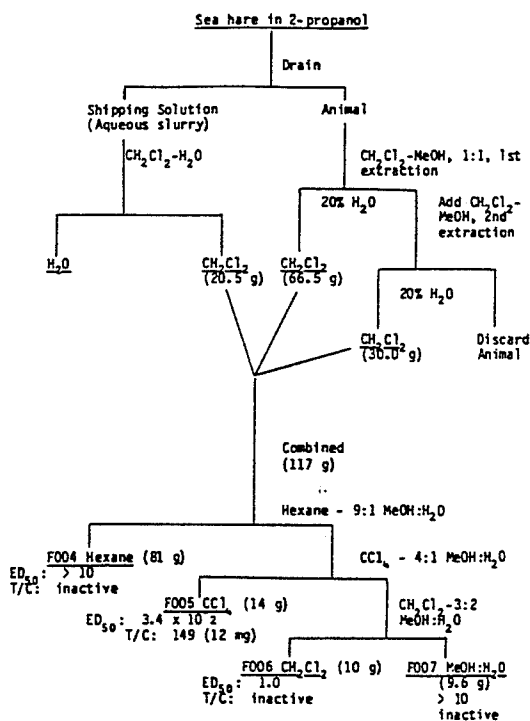 Sea hare in 2-propanol
Drain
Shipping Solution
(Aqueous slurry)
Animal
CH2Cl2-H2O
CH2Cl2-MeOH, 1:1, 1st
extraction
20% H2O
Add CH2Cl2-
MeOH, 2nd
extraction
H2O
CH2Cl2
(20.5 g)
CH2Cl2
(66.5 g)
20% H2O
CH2Cl2
(30.0 g)
Discard
Animal
Combined
(117 g)
Hexane - 9:1 MeOH:H2O
F004 Hexane (81 g)
ED50: > 10
T/C: inactive
CCl4 - 4:1 MeOH:H2O
F005 CCl4 (14 g)
ED50: 3.4 x 10 2
T/C: 149 (12 mg)
CH2Cl2-3:2
MeOH:H2O
F006 CH2Cl2 (10 g)
ED50: 1.0
T/C: inactive
F007 MeOH:H2O
(9.6 g)
> 10
inactive